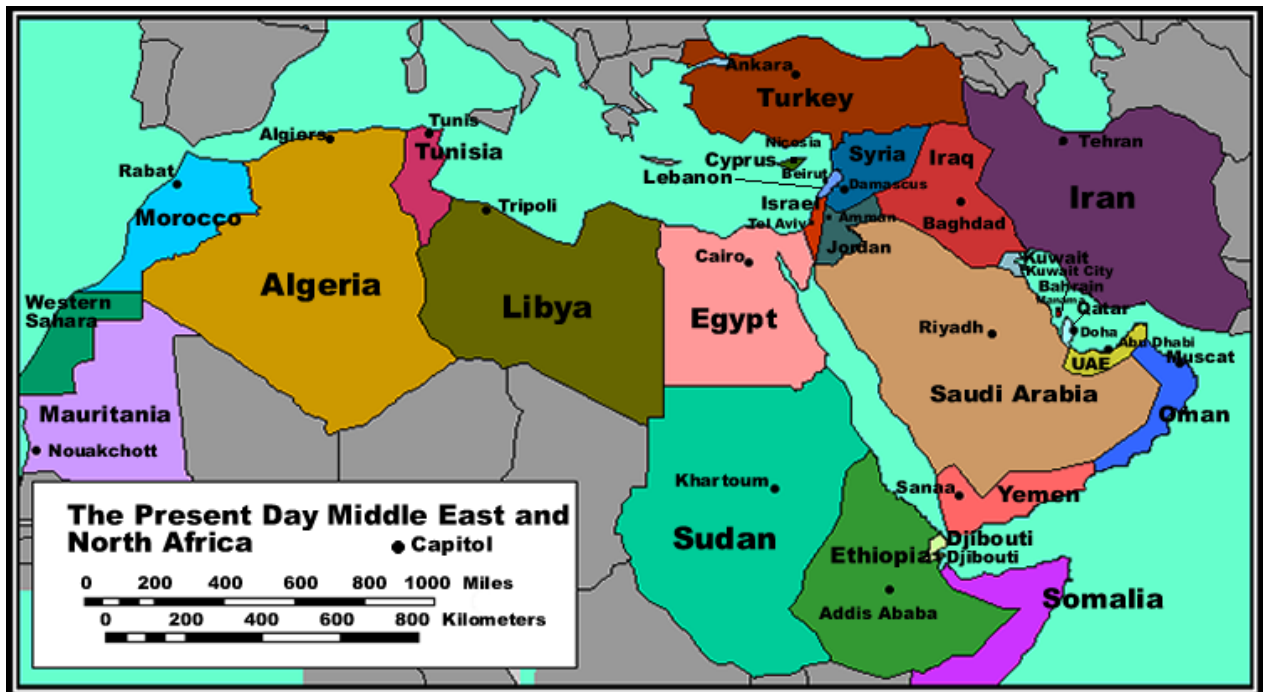 Ankara
Turkey
Tunis
Algiers
Tunisia
Nicosia
Cyprus
Syria
Iraq
Tehran
Rabat
Lebanon
Beirut
Damascus
Iran
Morocco
Tripoli
Israel
Tel Aviv
Amman
Baghdad
Jordan
Cairo
Kuwait
Kuwait City
Algeria
Bahrain
Manama
Western
Sahara
Libya
Egypt
Qatar
Riyadh
Doha
Abu Dhabi
UAE
Muscat
Saudi Arabia
Mauritania
Oman
Nouakchott
Khartoum
Sanaa
Yemen
Sudan
Ethiopia
Djibouti
Djibouti
Addis Ababa
Somalia
The Present Day Middle East and
North Africa
Capitol
0 200 400 600 800 1000 Miles
0 200 400 600 800 Kilometers